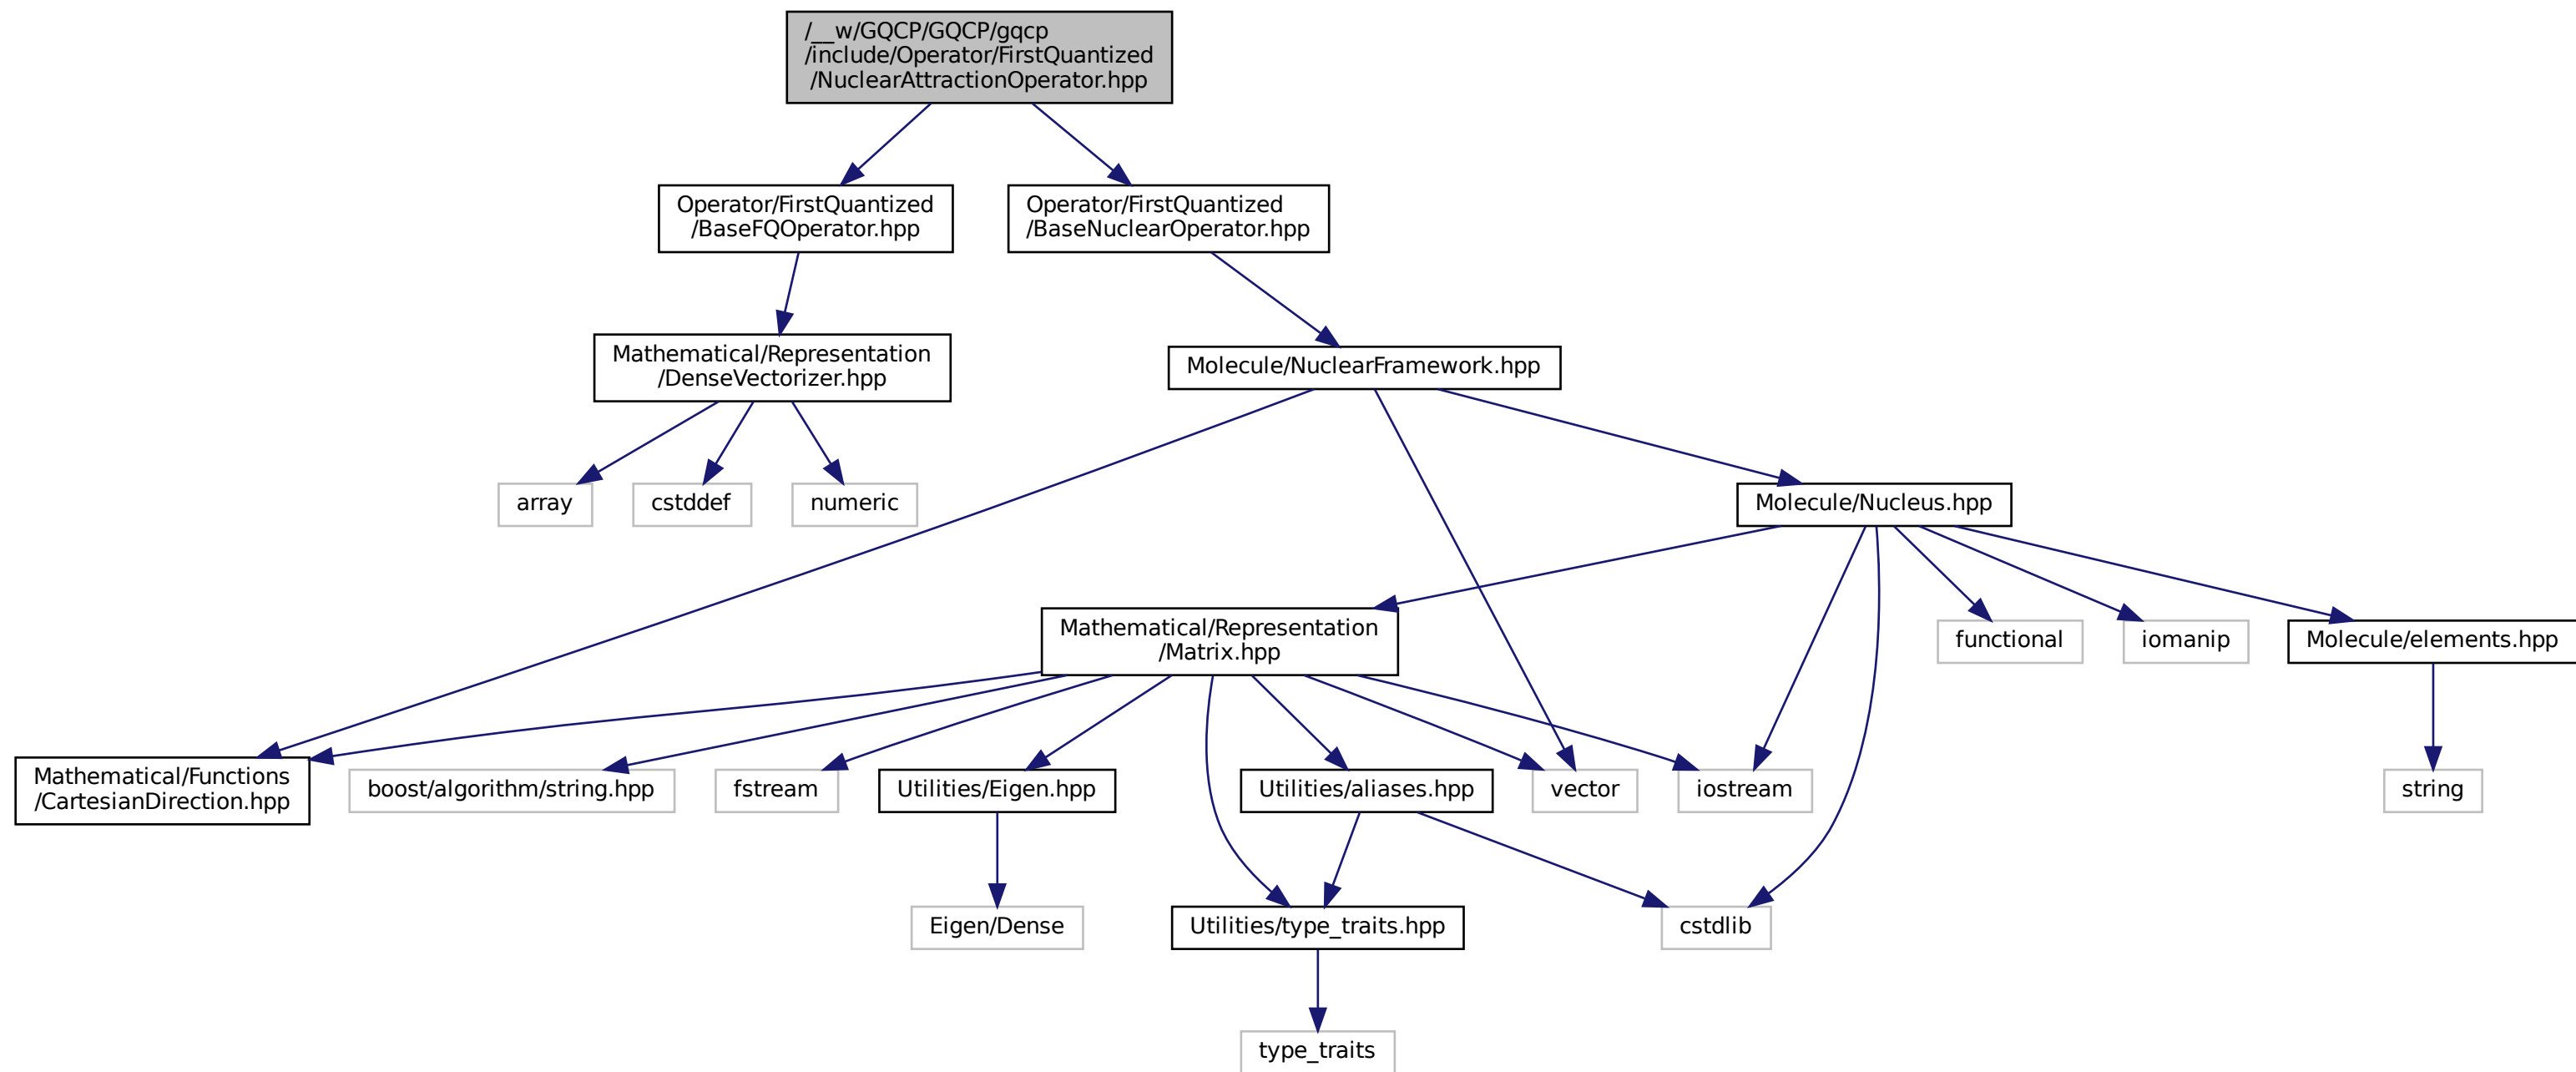 /__w/GQCP/GQCP/gqcp
/include/Operator/FirstQuantized
/NuclearAttractionOperator.hpp
Operator/FirstQuantized
/BaseFQOperator.hpp
Operator/FirstQuantized
/BaseNuclearOperator.hpp
Mathematical/Representation
/DenseVectorizer.hpp
Molecule/NuclearFramework.hpp
array
cstddef
numeric
Molecule/Nucleus.hpp
Mathematical/Representation
/Matrix.hpp
functional
iomanip
Molecule/elements.hpp
Mathematical/Functions
/CartesianDirection.hpp
boost/algorithm/string.hpp
fstream
Utilities/Eigen.hpp
Utilities/aliases.hpp
vector
iostream
string
Eigen/Dense
Utilities/type_traits.hpp
cstdlib
type_traits